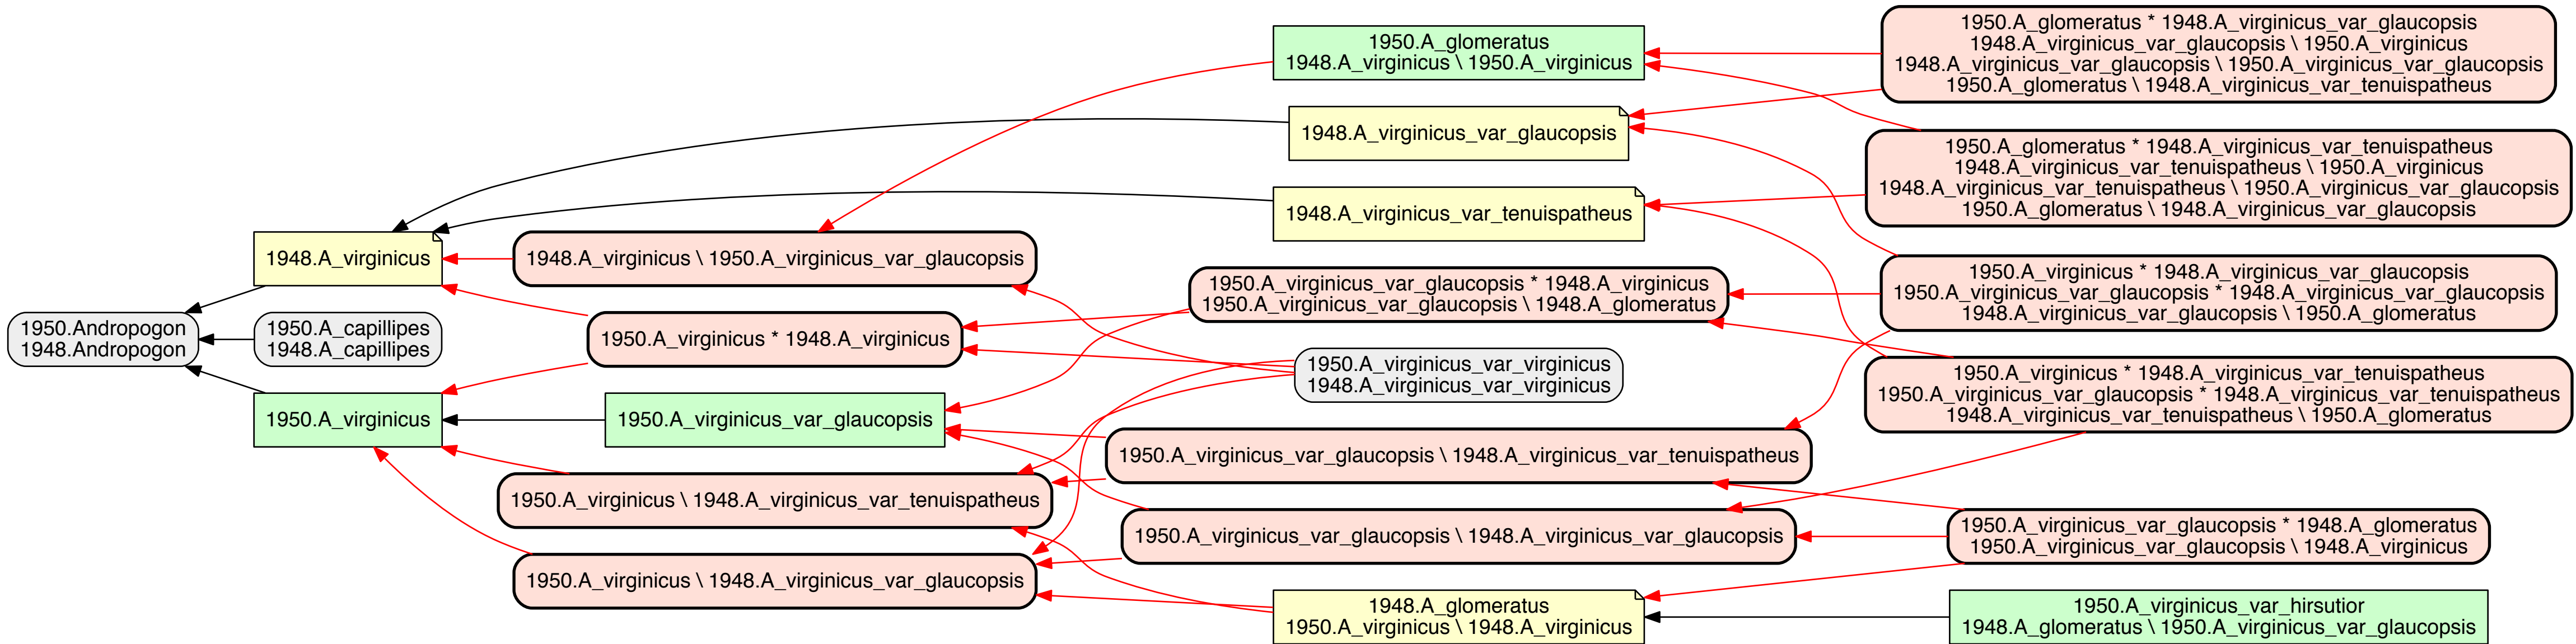 1950.Andropogon
1948.Andropogon
1948.A_virginicus
1950.A_capillipes
1948.A_capillipes
1950.A_virginicus
1948.A_virginicus \ 1950.A_virginicus_var_glaucopsis
1950.A_virginicus * 1948.A_virginicus
1950.A_virginicus_var_glaucopsis
1950.A_virginicus \ 1948.A_virginicus_var_tenuispatheus
1950.A_virginicus \ 1948.A_virginicus_var_glaucopsis
1950.A_glomeratus
1948.A_virginicus \ 1950.A_virginicus
1948.A_virginicus_var_glaucopsis
1948.A_virginicus_var_tenuispatheus
1950.A_virginicus_var_glaucopsis * 1948.A_virginicus
1950.A_virginicus_var_glaucopsis \ 1948.A_glomeratus
1950.A_virginicus_var_virginicus
1948.A_virginicus_var_virginicus
1950.A_virginicus_var_glaucopsis \ 1948.A_virginicus_var_tenuispatheus
1950.A_virginicus_var_glaucopsis \ 1948.A_virginicus_var_glaucopsis
1948.A_glomeratus
1950.A_virginicus \ 1948.A_virginicus
1950.A_glomeratus * 1948.A_virginicus_var_glaucopsis
1948.A_virginicus_var_glaucopsis \ 1950.A_virginicus
1948.A_virginicus_var_glaucopsis \ 1950.A_virginicus_var_glaucopsis
1950.A_glomeratus \ 1948.A_virginicus_var_tenuispatheus
1950.A_glomeratus * 1948.A_virginicus_var_tenuispatheus
1948.A_virginicus_var_tenuispatheus \ 1950.A_virginicus
1948.A_virginicus_var_tenuispatheus \ 1950.A_virginicus_var_glaucopsis
1950.A_glomeratus \ 1948.A_virginicus_var_glaucopsis
1950.A_virginicus * 1948.A_virginicus_var_glaucopsis
1950.A_virginicus_var_glaucopsis * 1948.A_virginicus_var_glaucopsis
1948.A_virginicus_var_glaucopsis \ 1950.A_glomeratus
1950.A_virginicus * 1948.A_virginicus_var_tenuispatheus
1950.A_virginicus_var_glaucopsis * 1948.A_virginicus_var_tenuispatheus
1948.A_virginicus_var_tenuispatheus \ 1950.A_glomeratus
1950.A_virginicus_var_glaucopsis * 1948.A_glomeratus
1950.A_virginicus_var_glaucopsis \ 1948.A_virginicus
1950.A_virginicus_var_hirsutior
1948.A_glomeratus \ 1950.A_virginicus_var_glaucopsis